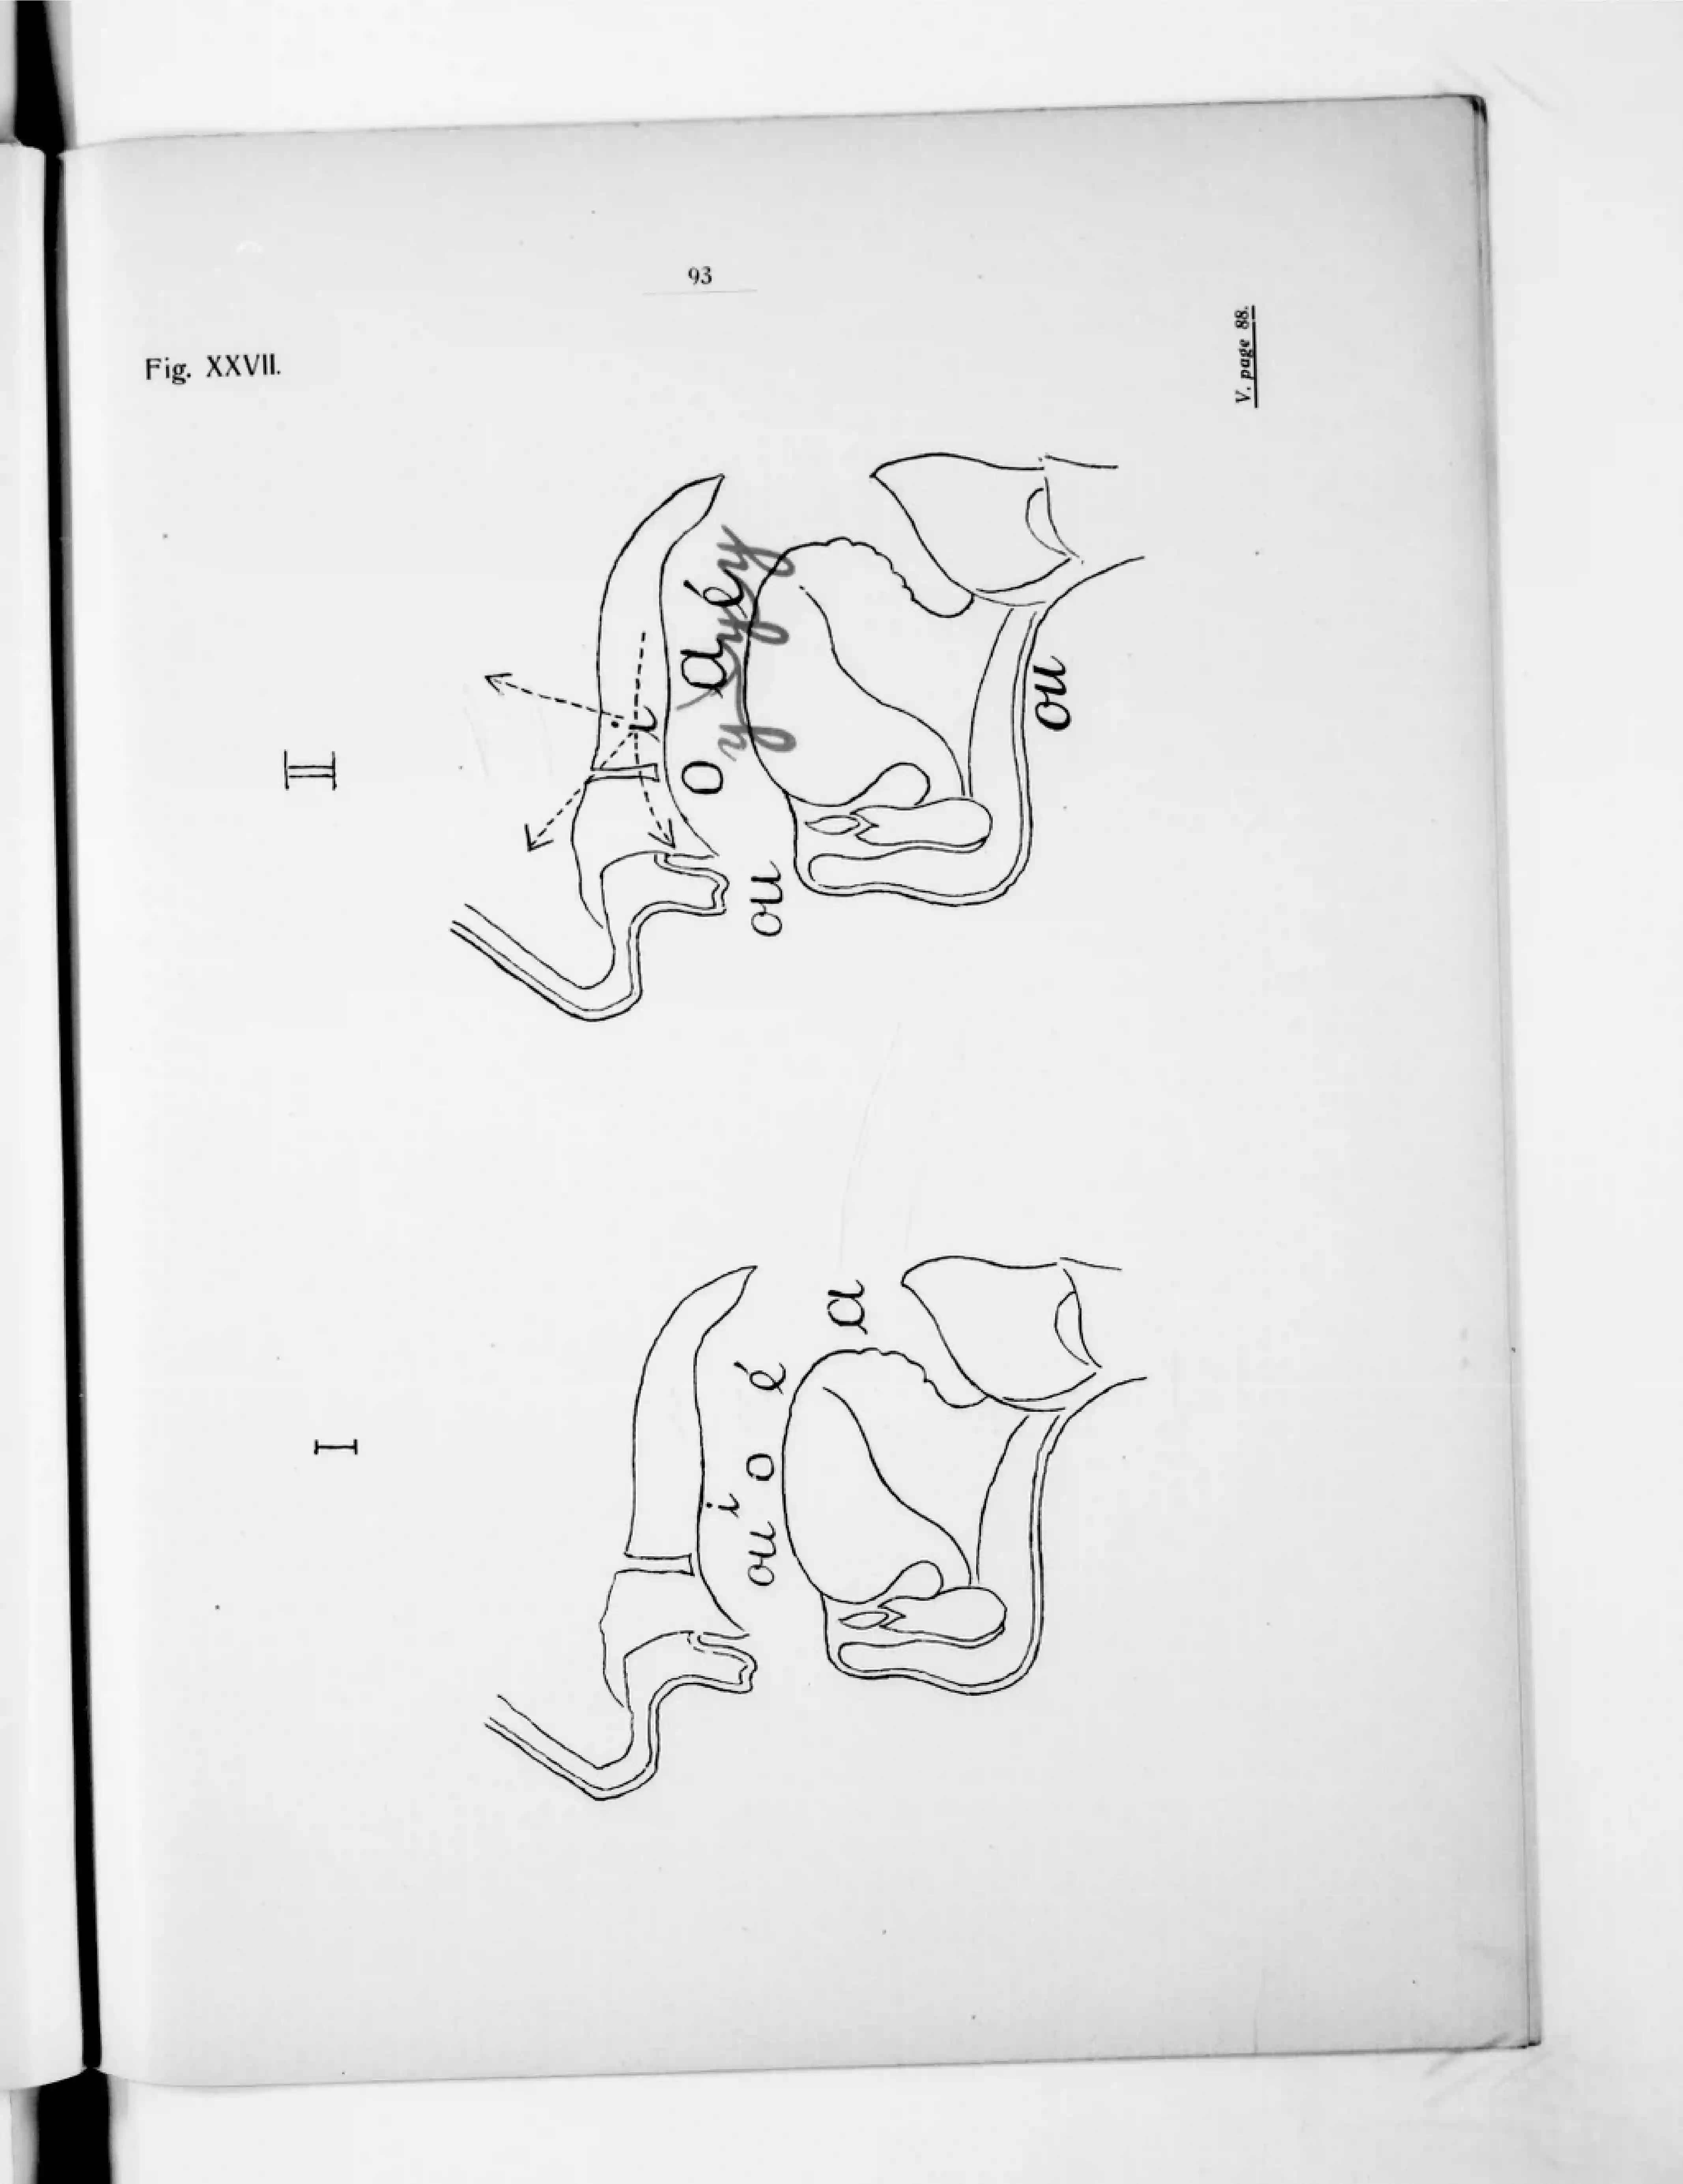 93
Fig. XXVII.
V. page 88.
II
é
a
i
o
ou
ou
I
a
é
o
i
ou